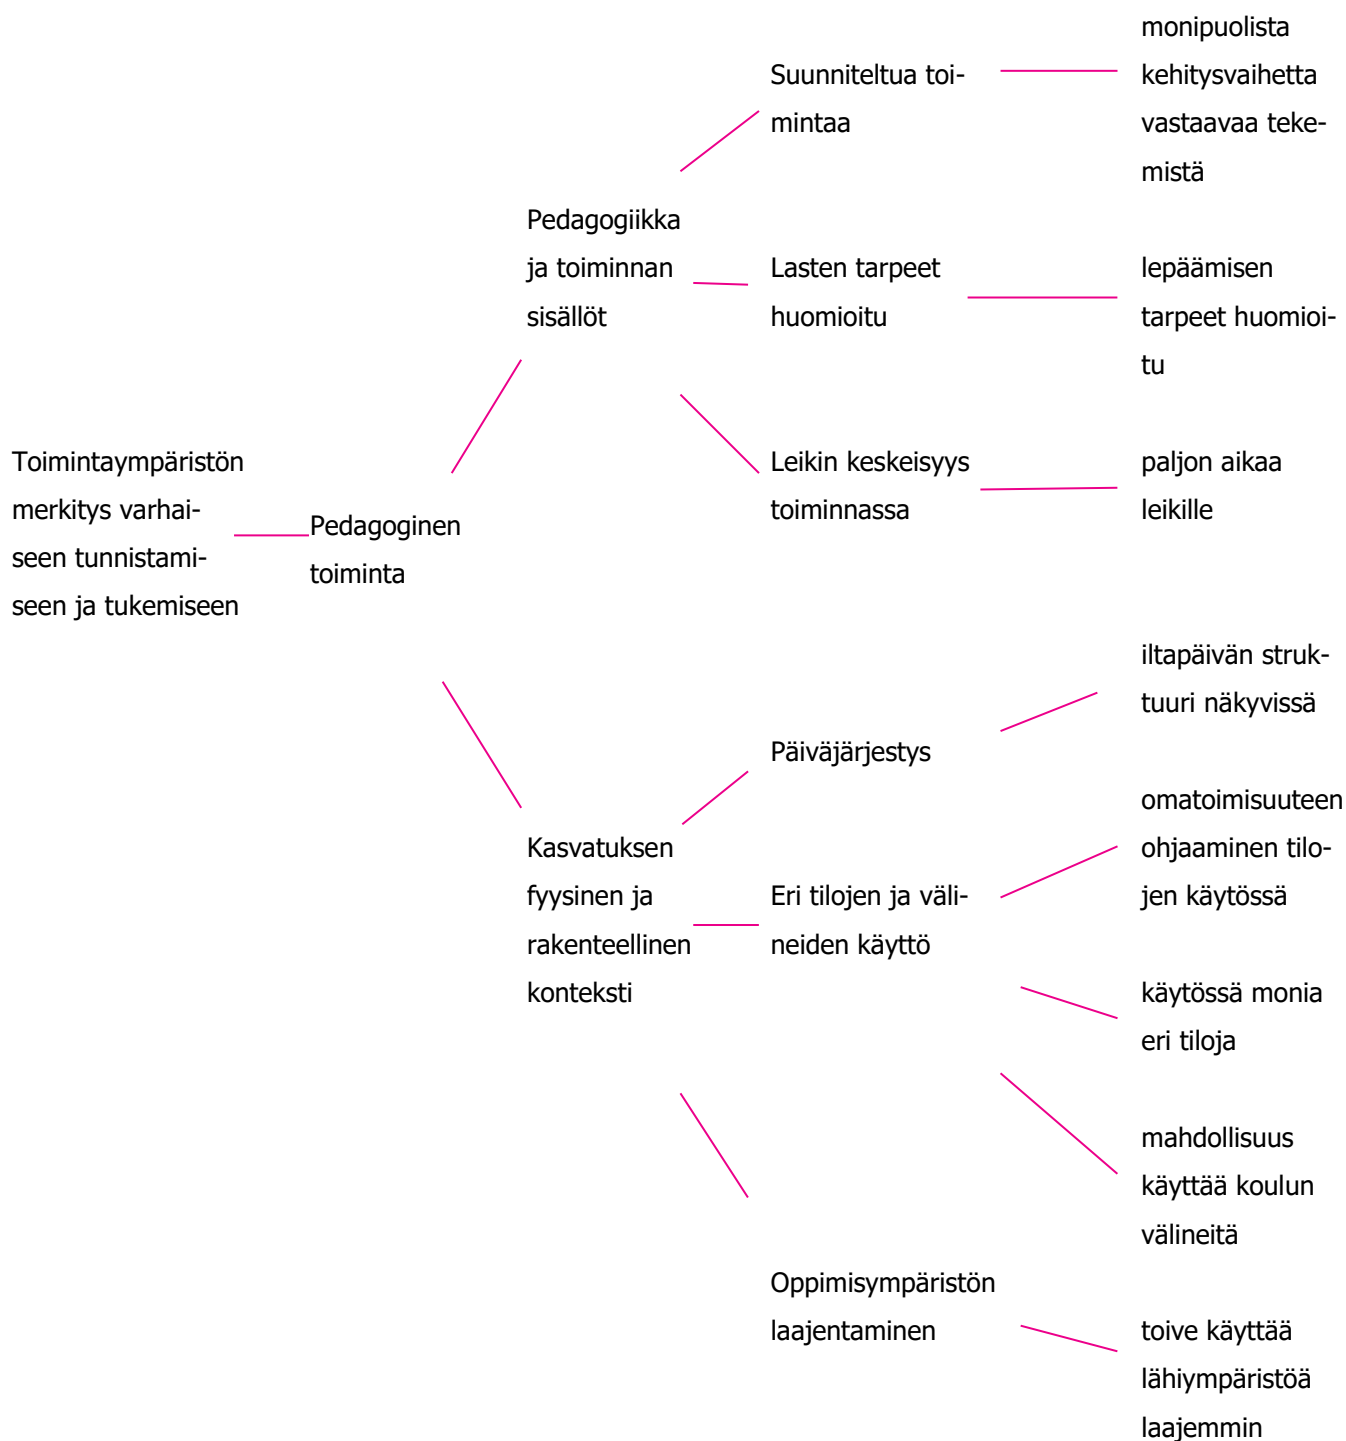 monipuolista
kehitysvaihetta
vastaavaa teke-
mistä
Suunniteltua toi-
mintaa
Pedagogiikka
ja toiminnan
sisällöt
Lasten tarpeet
huomioitu
lepäämisen
tarpeet huomioi-
tu
Leikin keskeisyys
toiminnassa
paljon aikaa
leikille
Toimintaympäristön
merkitys varhai-
seen tunnistami-
seen ja tukemiseen
Pedagoginen
toiminta
iltapäivän struk-
tuuri näkyvissä
Päiväjärjestys
omatoimisuuteen
ohjaaminen tilo-
jen käytössä
Kasvatuksen
fyysinen ja
rakenteellinen
konteksti
Eri tilojen ja väli-
neiden käyttö
käytössä monia
eri tiloja
mahdollisuus
käyttää koulun
välineitä
Oppimisympäristön
laajentaminen
toive käyttää
lähiympäristöä
laajemmin